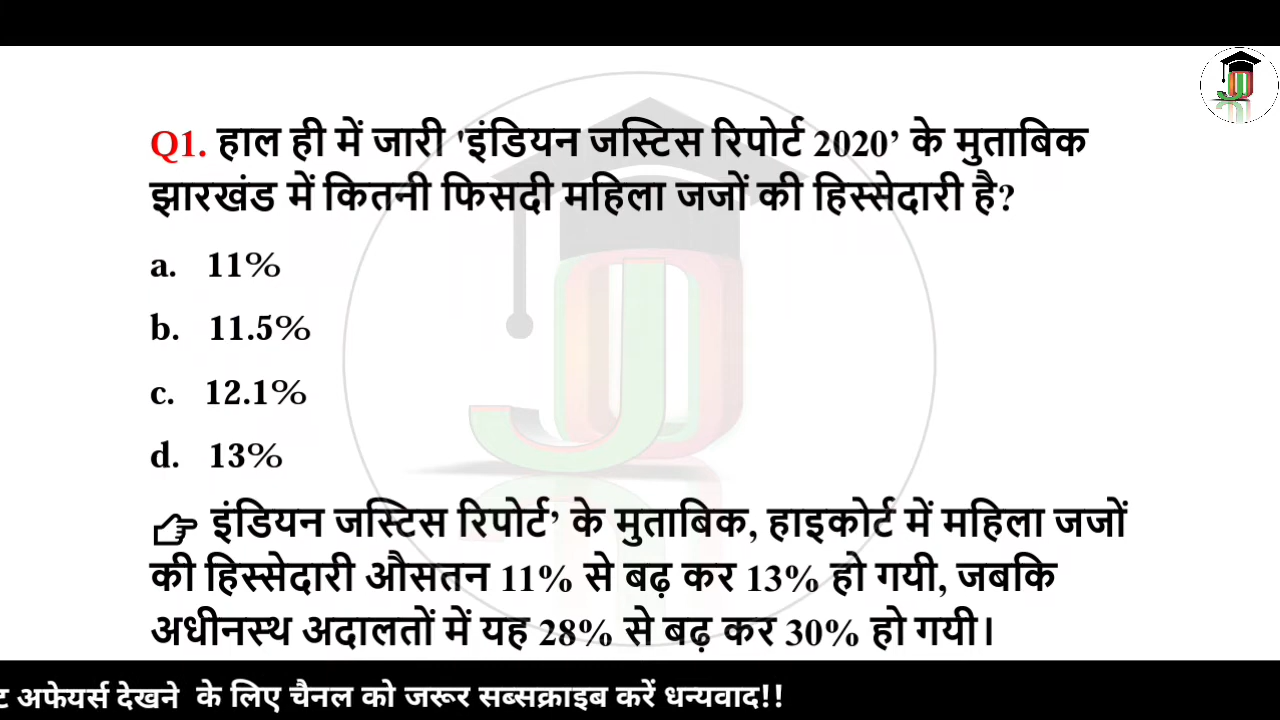 Q1. हाल ही में जारी 'इंडियन जस्टिस रिपोर्ट 2020’ के मुताबिक
झारखंड में कितनी फिसदी महिला जजों की हिस्सेदारी है?
a. 11%
b. 11.5%
c. 12.1%
d. 13%
इंडियन जस्टिस रिपोर्ट’ के मुताबिक, हाइकोर्ट में महिला जजों
की हिस्सेदारी औसतन 11% से बढ़ कर 13% हो गयी, जबकि
अधीनस्थ अदालतों में यह 28% से बढ़ कर 30% हो गयी।
अफेयर्स देखने के लिए चैनल को जरूर सब्सक्राइब करें धन्यवाद!!